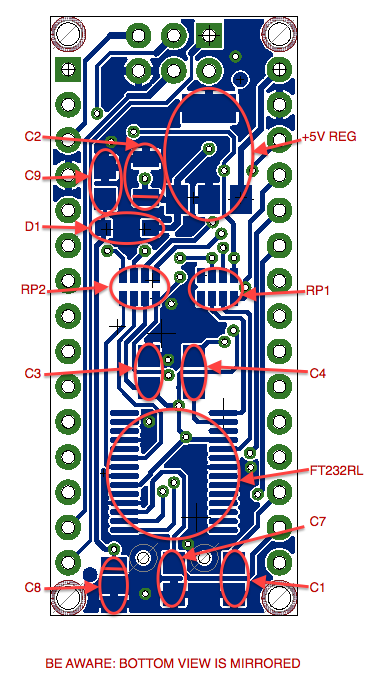 C2
+5V REG
C9
D1
RP2
RP1
C3
C4
FT232RL
C7
C8
C1
BE AWARE: BOTTOM VIEW IS MIRRORED